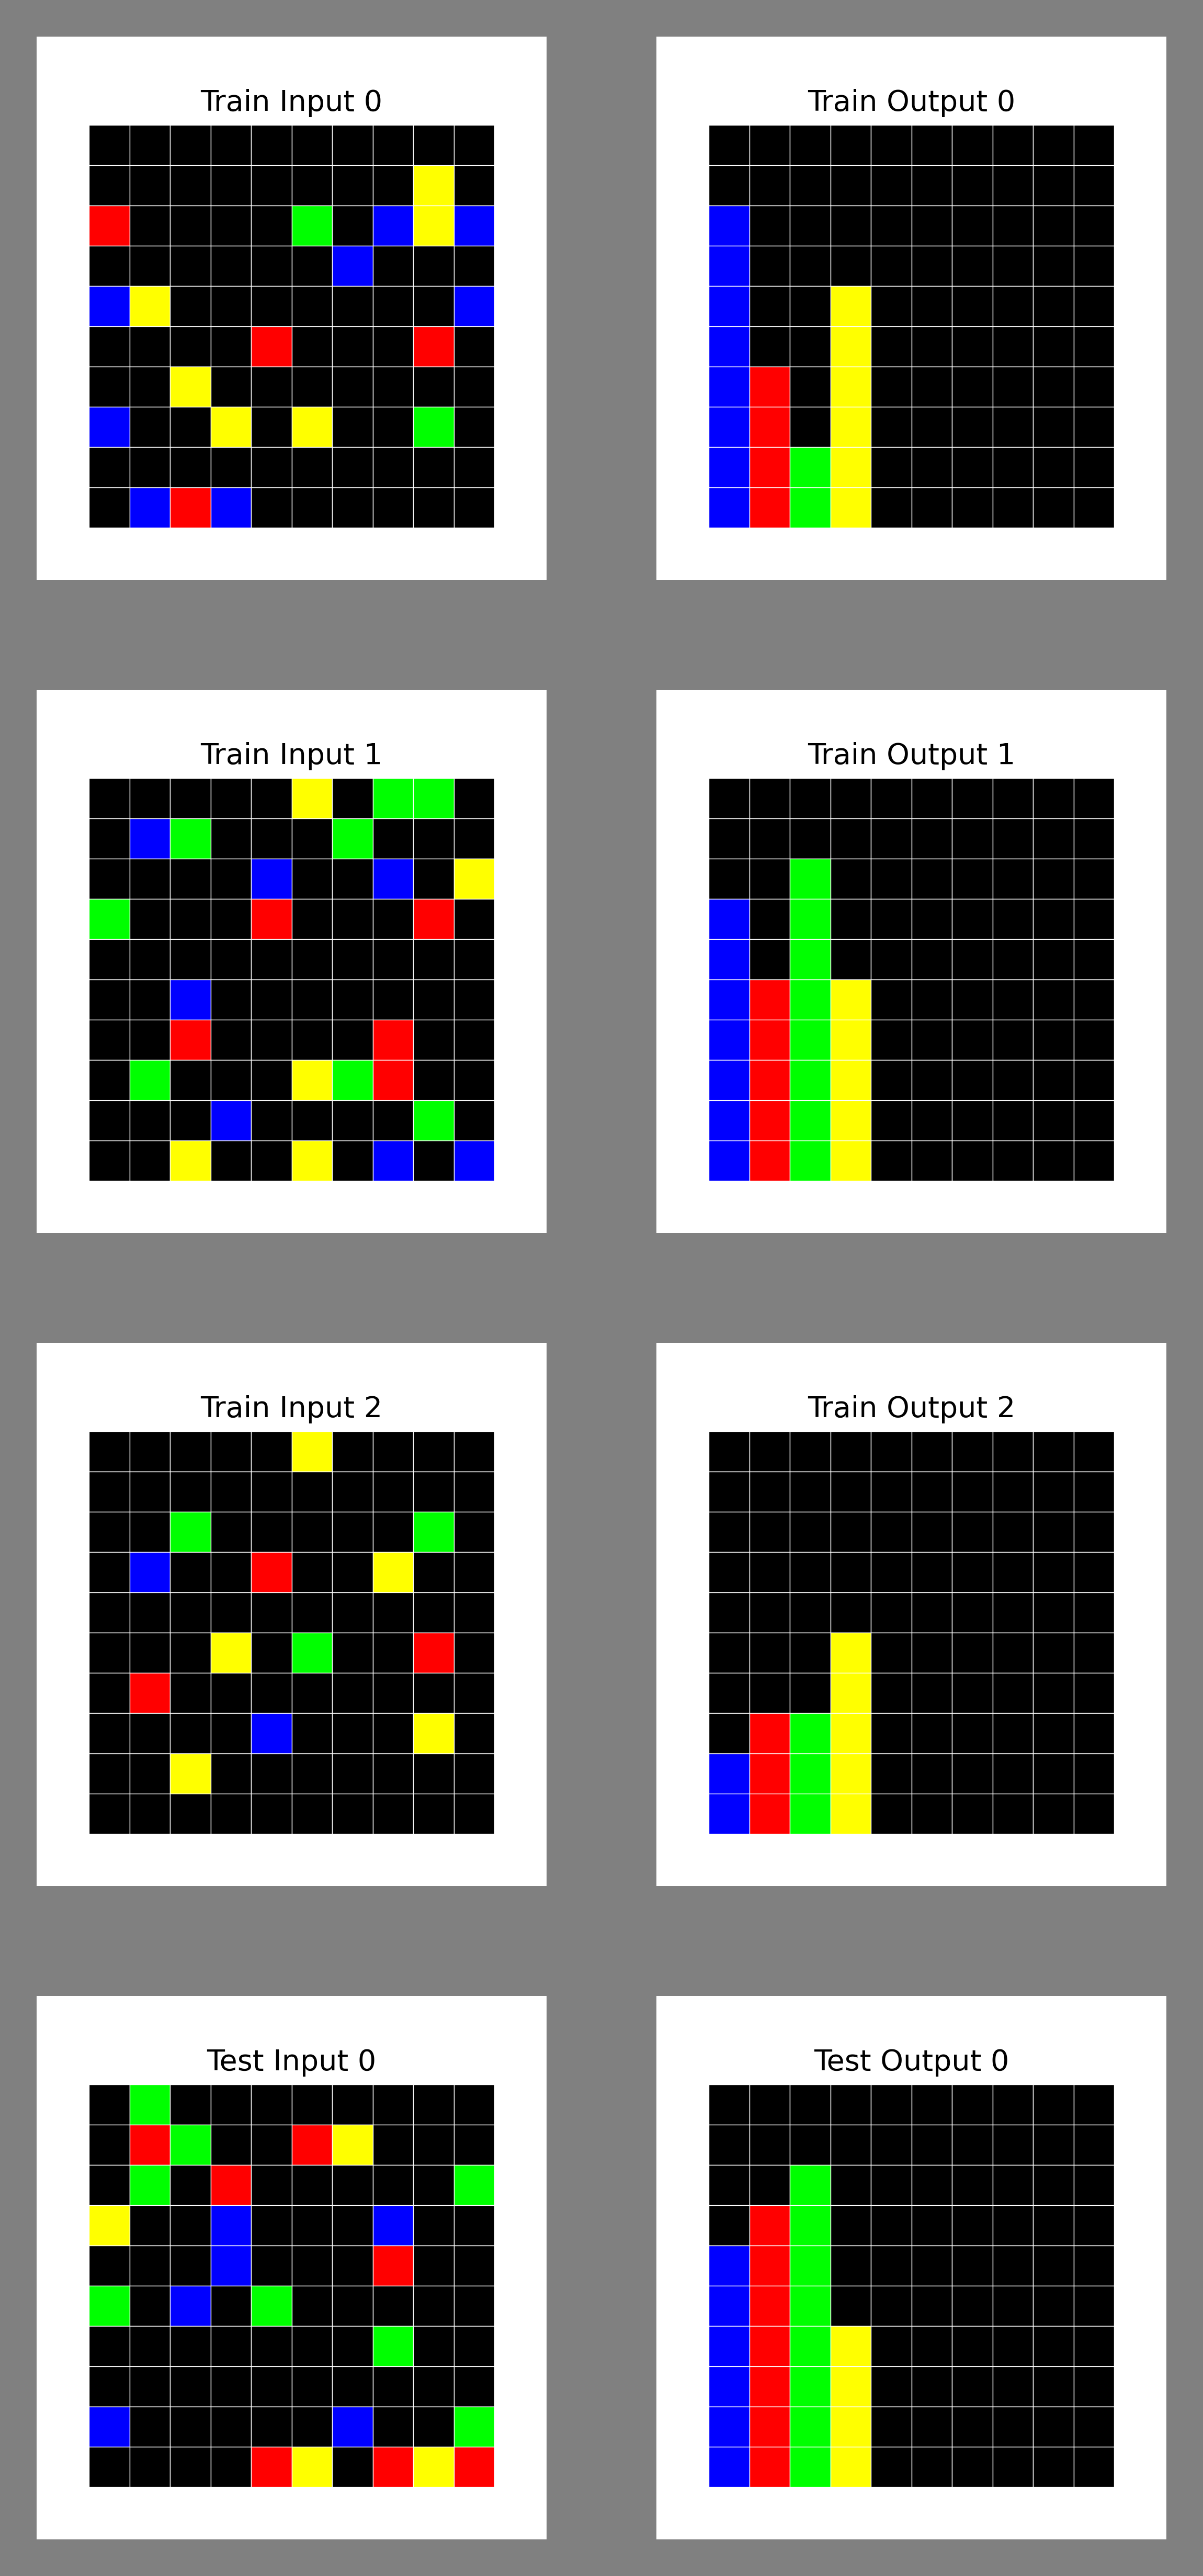 Train Input 0
Train Output 0
Train Input 1
Train Output 1
Train Input 2
Train Output 2
Test Input 0
Test Output 0